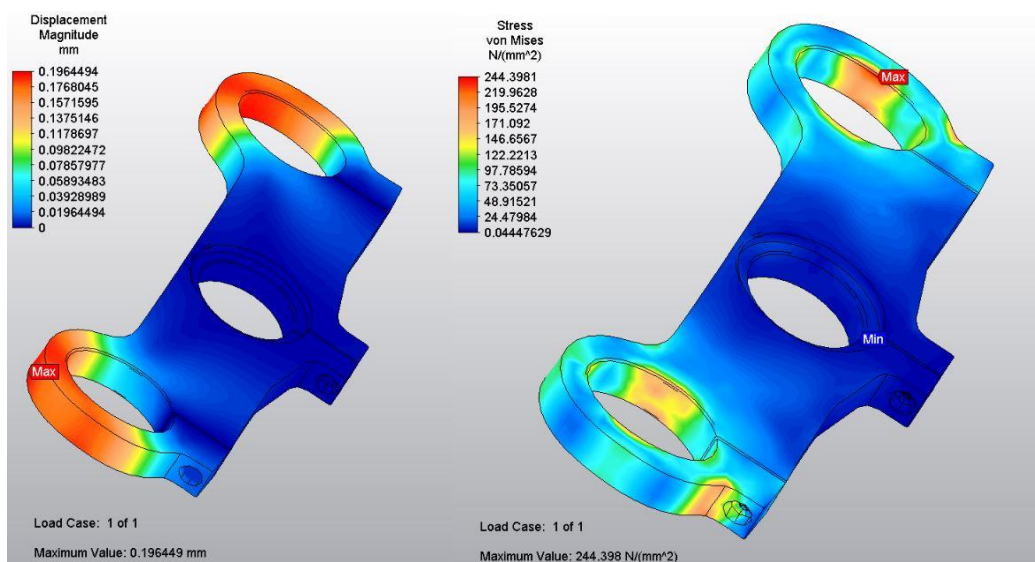 Displacement
Magnitude
mm
0.1964494
0.1768045
0.1571595
0.1375146
0.1178697
0.09822472
0.07857977
0.05893483
0.03928989
0.01964494
0
Max
Load Case: 1 of 1
Maximum Value: 0.196449 mm
Stress
von Mises
N/(mm^2)
244.3981
219.9628
195.5274
171.092
146.6567
122.2213
97.78594
73.35057
48.91521
24.47984
0.04447629
Max
Min
Load Case: 1 of 1
Maximum Value: 244.398 N/(mm^2)